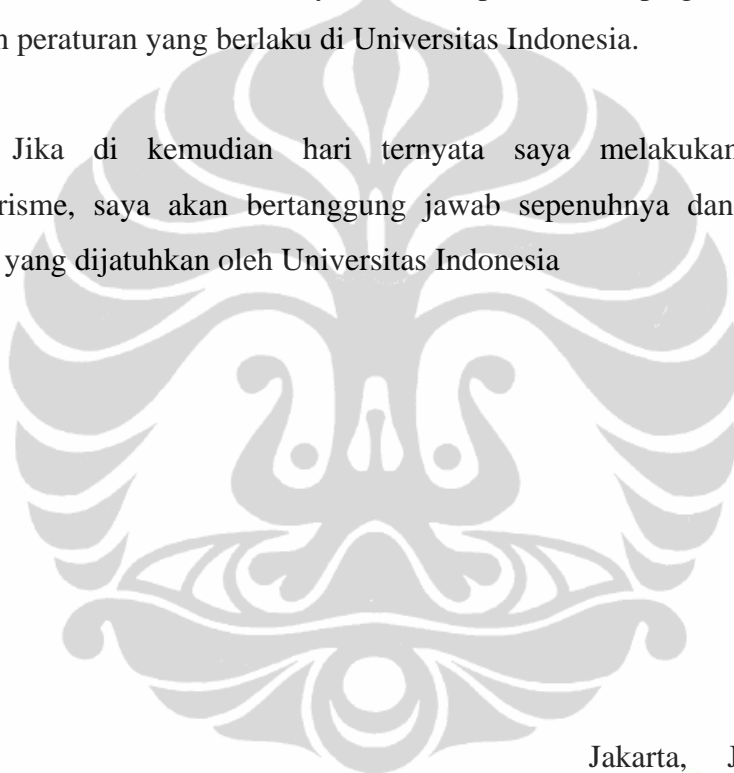 peraturan yang berlaku di Universitas Indonesia.
Jika di kemudian hari ternyata saya melakukan
risme, saya akan bertanggung jawab sepenuhnya dan
yang dijatuhkan oleh Universitas Indonesia
Jakarta, J